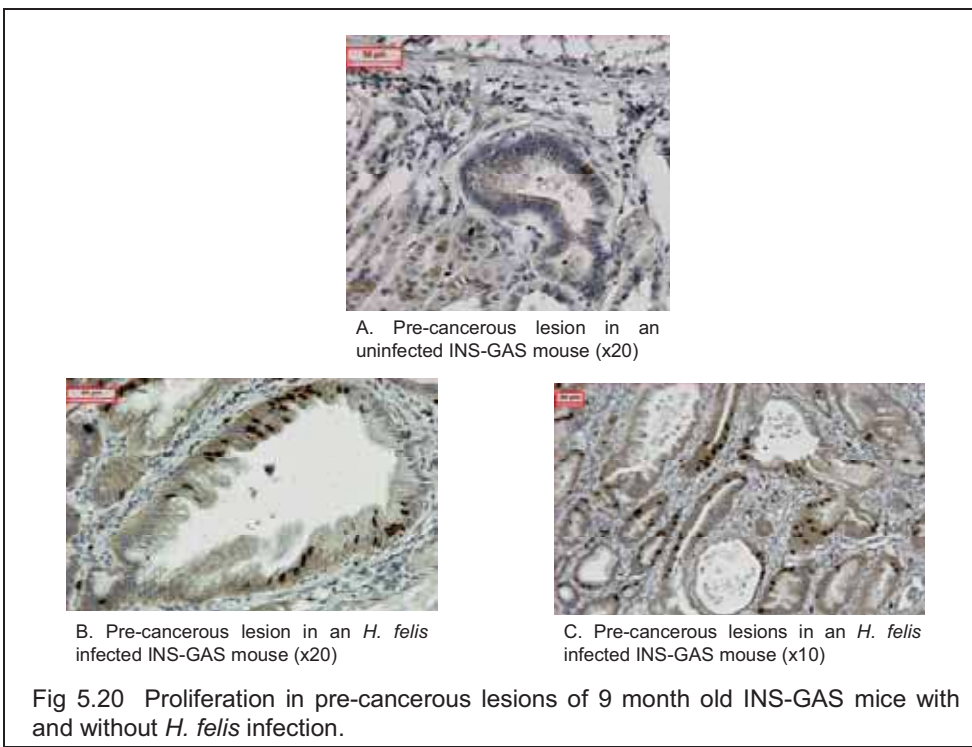 A. Pre-cancerous lesion in an
uninfected INS-GAS mouse (x20)
B. Pre-cancerous lesion in an H. felis
infected INS-GAS mouse (x20)
C. Pre-cancerous lesions in an H. felis
infected INS-GAS mouse (x10)
Fig 5.20 Proliferation in pre-cancerous lesions of 9 month old INS-GAS mice with
and without H. felis infection.